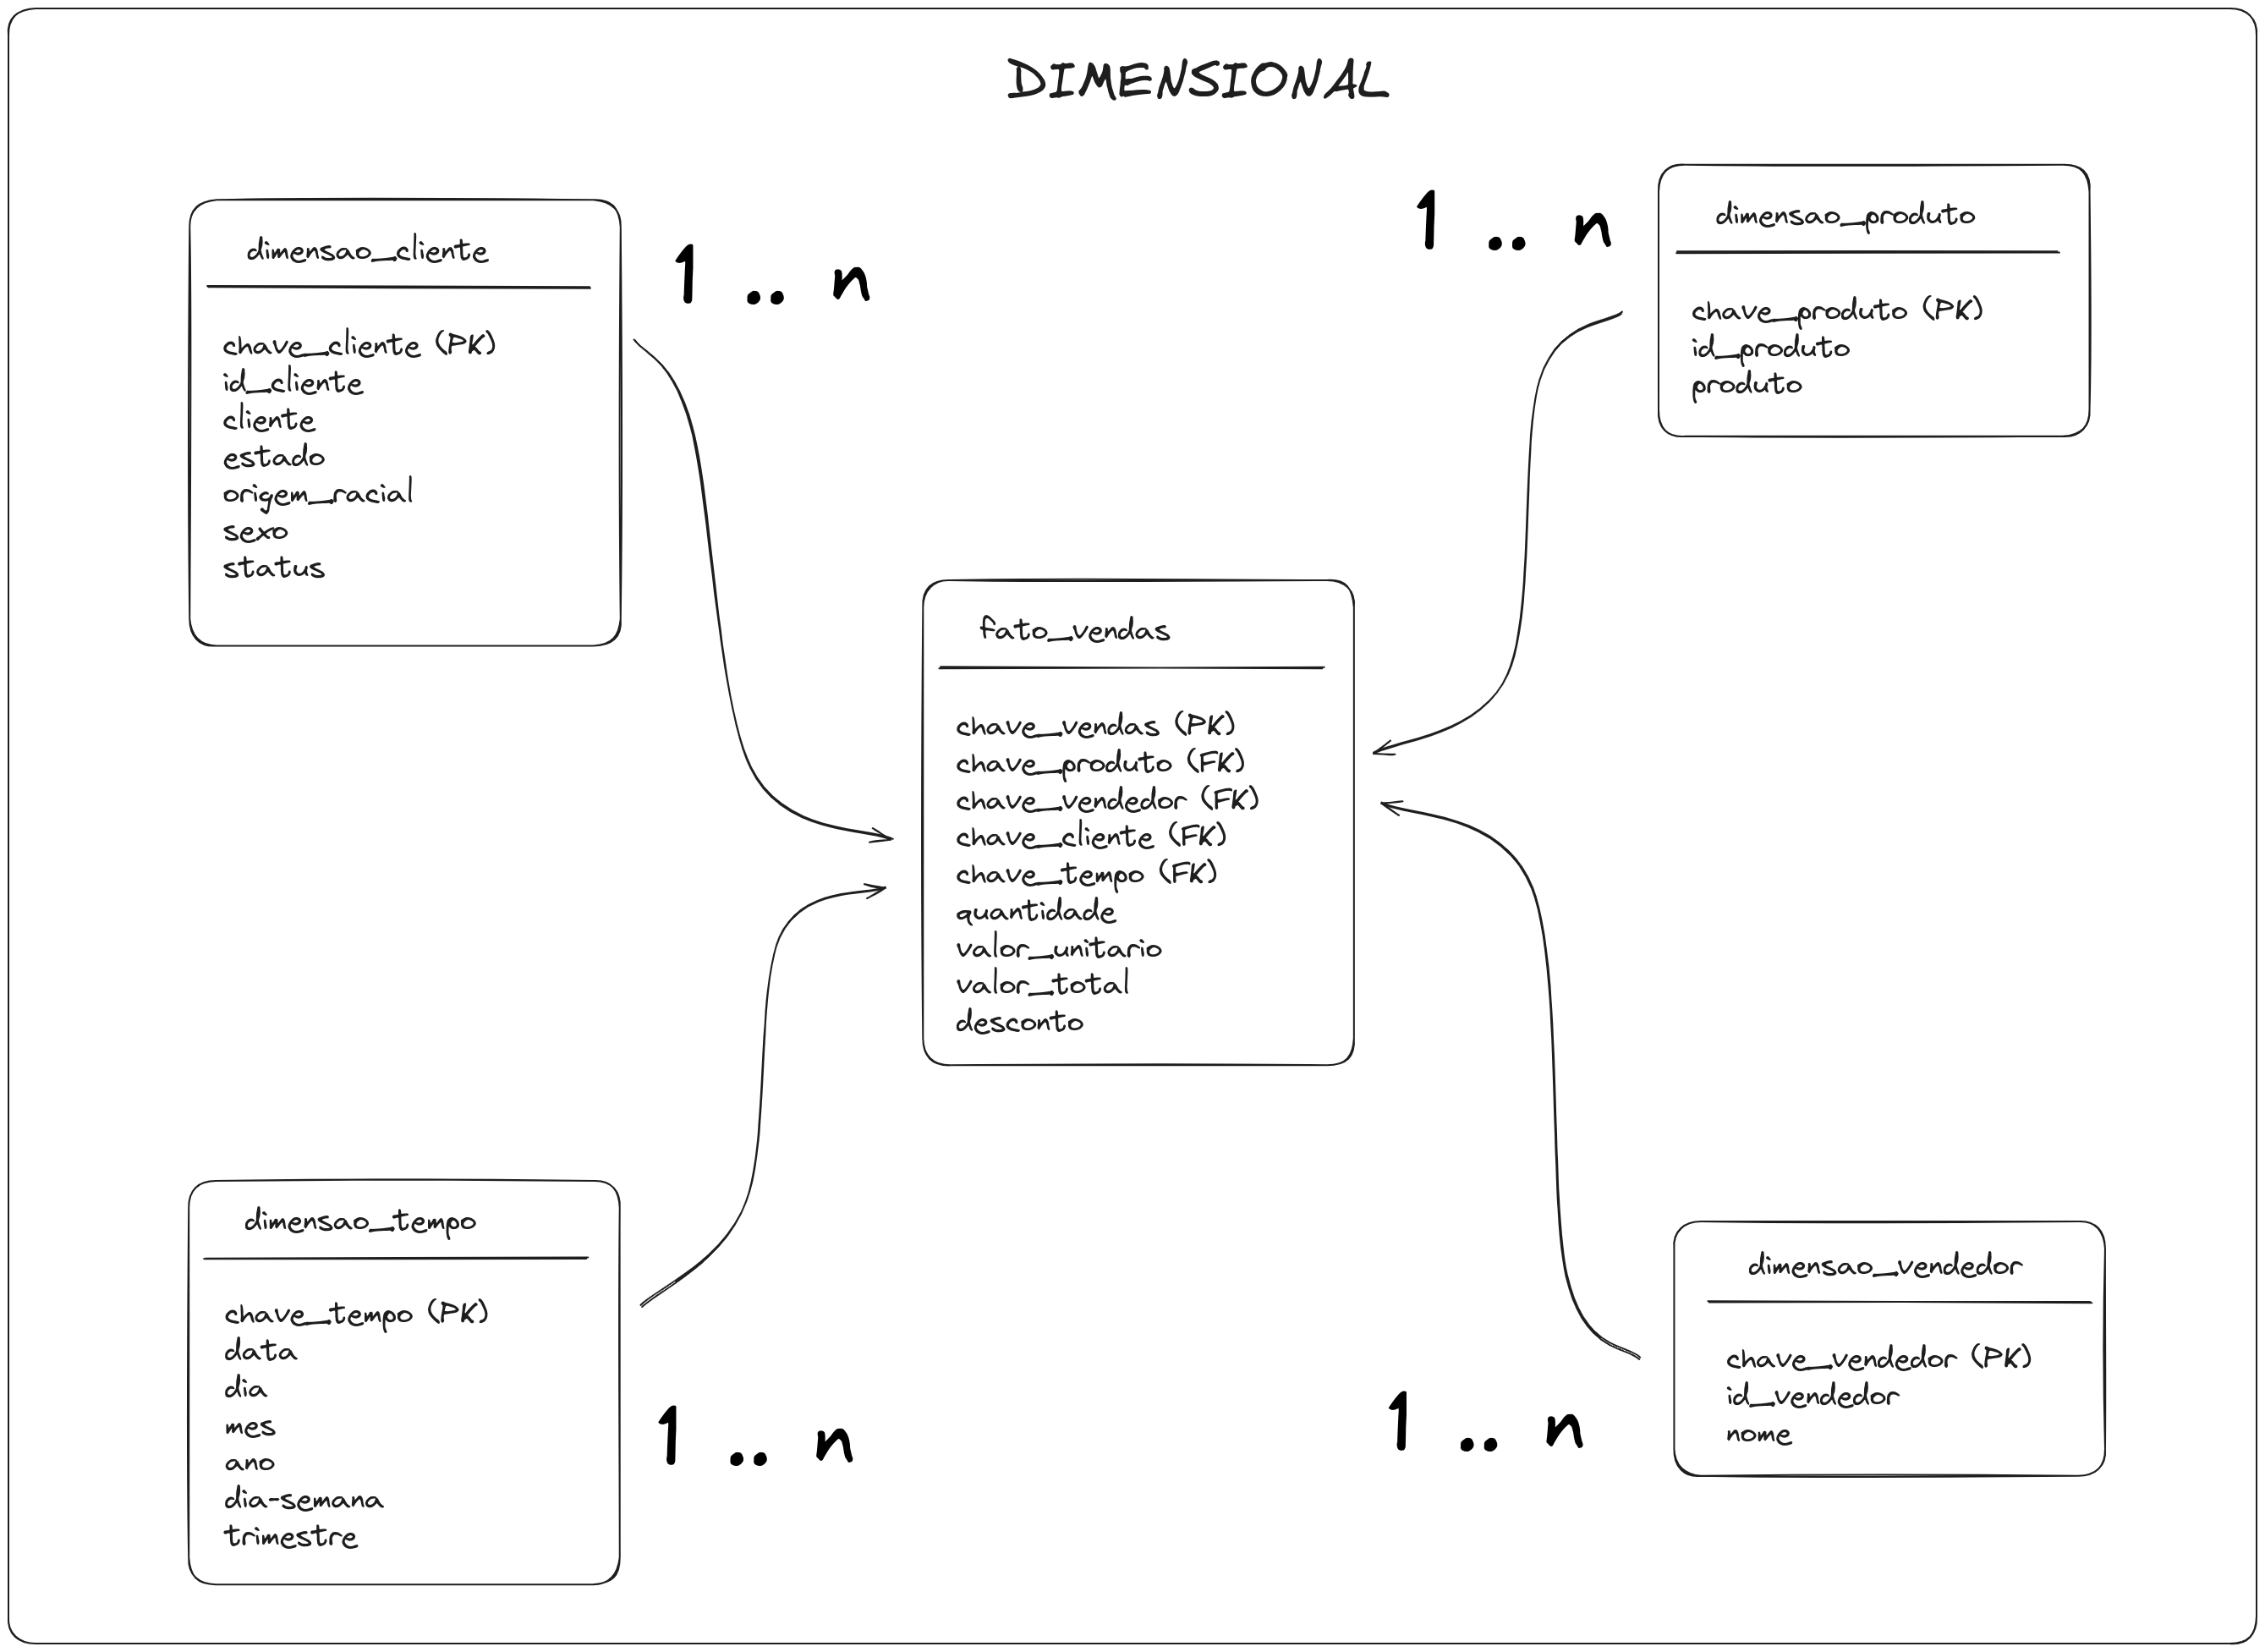 DIMENSIONAL
dimensao_cliente
chave_cliente (PK)
id_cliente
cliente
estado
origem_racial
sexo
status
1 .. n
1 .. n
dimensao_produto
chave_produto (PK)
id_produto
produto
fato_vendas
chave_vendas (PK)
chave_produto (FK)
chave_vendedor (FK)
chave_cliente (FK)
chave_tempo (FK)
quantidade
valor_unitario
valor_total
desconto
dimensao_tempo
chave_tempo (PK)
data
dia
mes
ano
dia-semana
trimestre
1 .. n
1 .. n
dimensao_vendedor
chave_vendedor (PK)
id_vendedor
nome